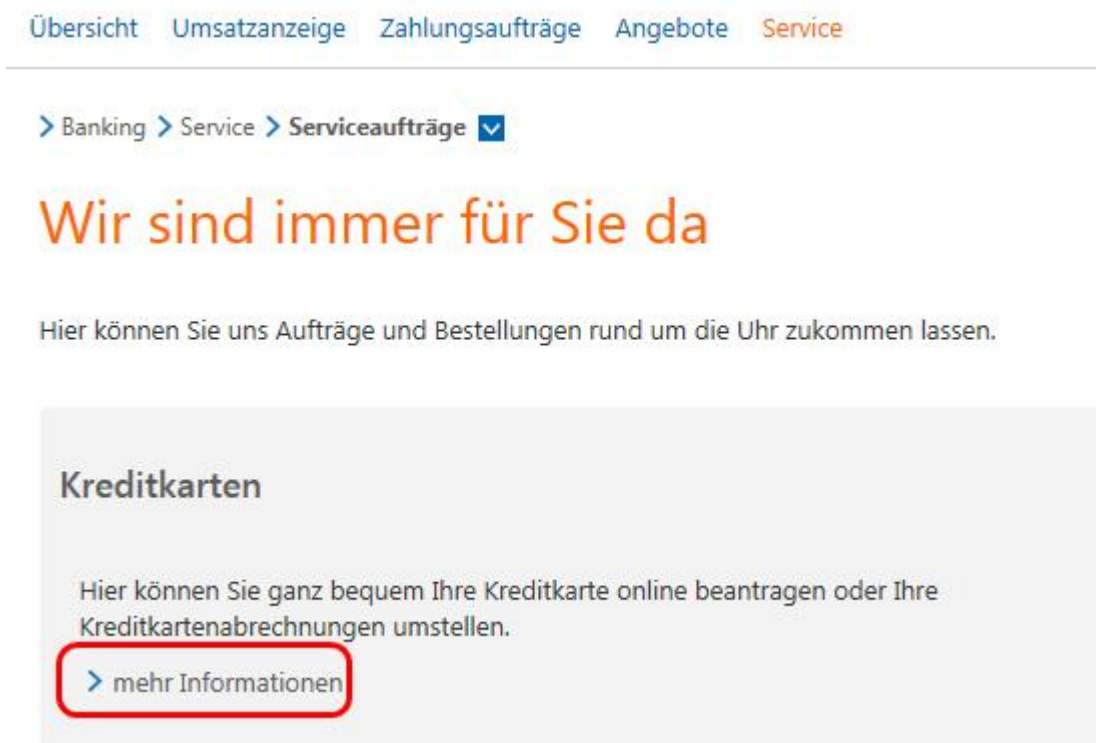 Übersicht Umsatzanzeige Zahlungsaufträge Angebote Service
Banking Service Serviceaufträge
Wir sind immer für Sie da
Hier können Sie uns Aufträge und Bestellungen rund um die Uhr zukommen lassen.
Kreditkarten
Hier können Sie ganz bequem Ihre Kreditkarte online beantragen oder Ihre
Kreditkartenabrechnungen umstellen.
mehr Informationen